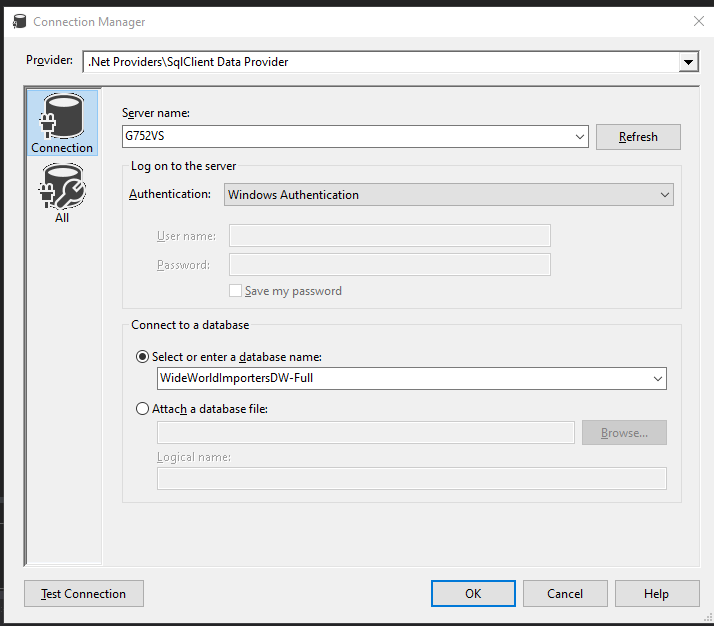 Connection Manager
Provider: .Net Providers\SqlClient Data Provider
Connection
All
Server name:
G752VS Refresh
Log on to the server
Authentication: Windows Authentication
User name:
Password:
Save my password
Connect to a database
Select or enter a database name:
WideWorldImportersDW-Full
Attach a database file:
Browse...
Logical name:
Test Connection OK Cancel Help